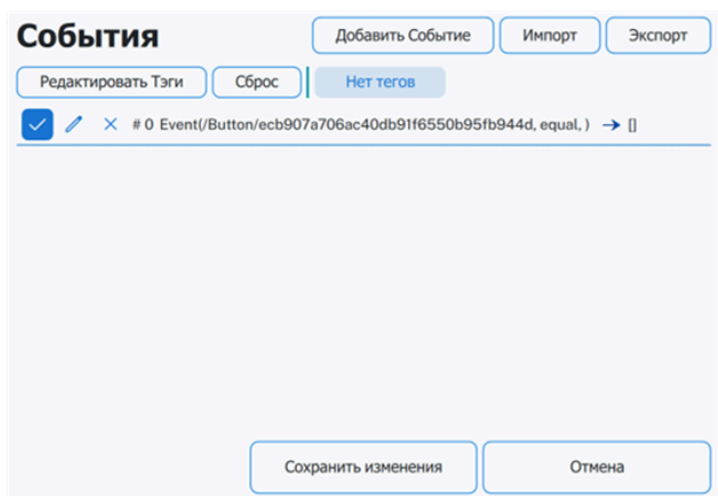 События
Добавить Событие
Импорт
Экспорт
Редактировать Тэги
Сброс
Нет тегов
# 0 Event(/Button/ecb907a706ac40db91f6550b95fb944d, equal, ) → []
Сохранить изменения
Отмена